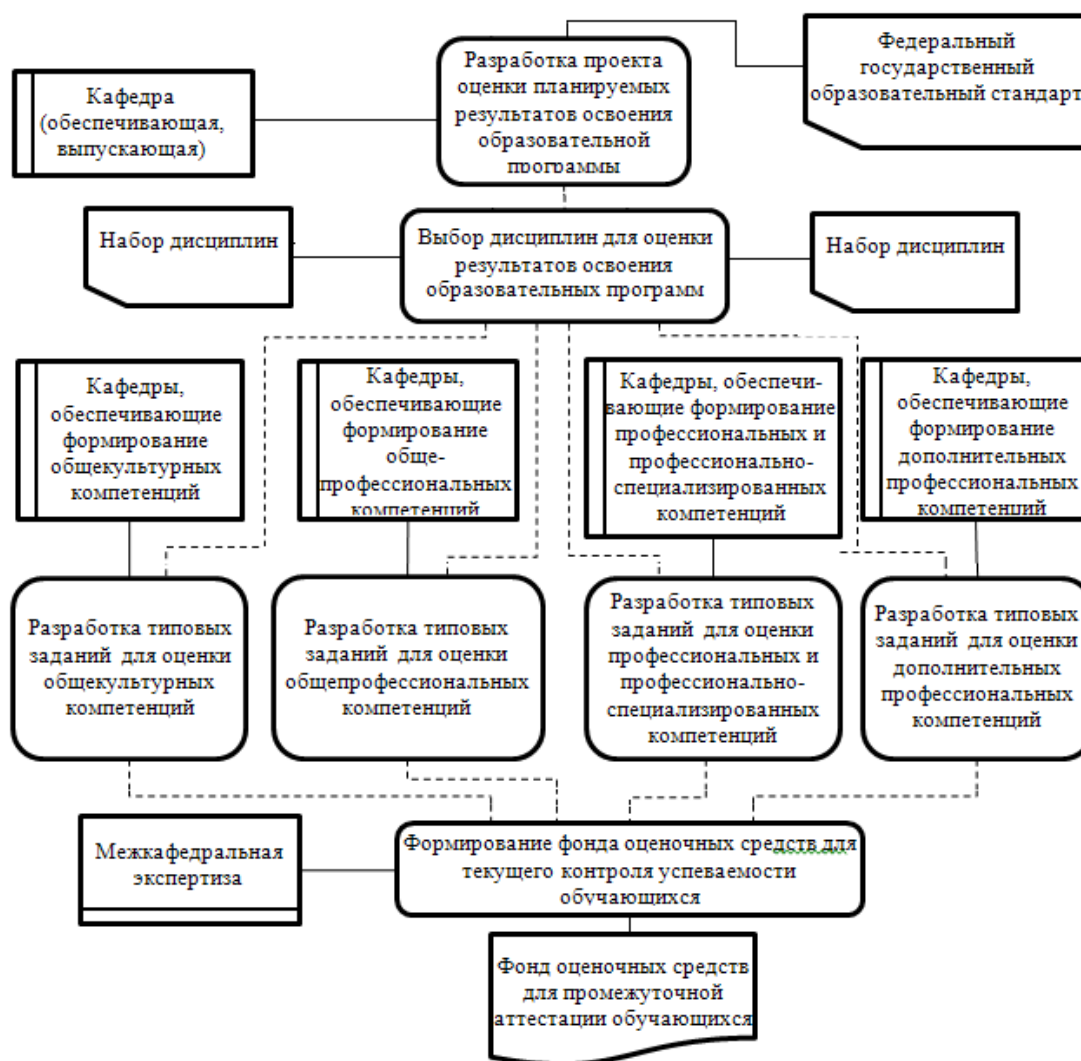 Разработка проекта
оценки планируемых
результатов освоения
образовательной
программы
Федеральный
государственный
образовательный стандарт
Кафедра
(обеспечивающая,
выпускающая)
Набор дисциплин
Выбор дисциплин для оценки
результатов освоения
образовательных программ
Набор дисциплин
Кафедры,
обеспечивающие
формирование
общекультурных
компетенций
Кафедры,
обеспечивающие
формирование
обще-
профессиональных
компетенций
Кафедры, обеспечи-
вающие формирование
профессиональных и
профессионально-
специализированных
компетенций
Кафедры,
обеспечивающие
формирование
дополнительных
профессиональных
компетенций
Разработка типовых
заданий для оценки
общекультурных
компетенций
Разработка типовых
заданий для оценки
общепрофессиональных
компетенций
Разработка типовых
заданий для оценки
профессиональных и
профессионально-
специализированных
компетенций
Разработка типовых
заданий для оценки
дополнительных
профессиональных
компетенций
Межкафедральная
экспертиза
Формирование фонда оценочных средств для
текущего контроля успеваемости
обучающихся
Фонд оценочных средств
для промежуточной
аттестации обучающихся